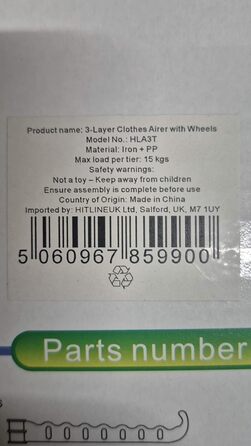 Product name: 3-Layer Clothes Airer with Wheels
Model No.: HLA3T
Material: Iron + PP
Max load per tier: 15 kgs
Safety warnings:
Not a toy – Keep away from children
Ensure assembly is complete before use
Country of Origin: Made in China
Imported by: HITLINEUK Ltd, Salford, UK, M7 1UY
5 060967 859900
Parts number